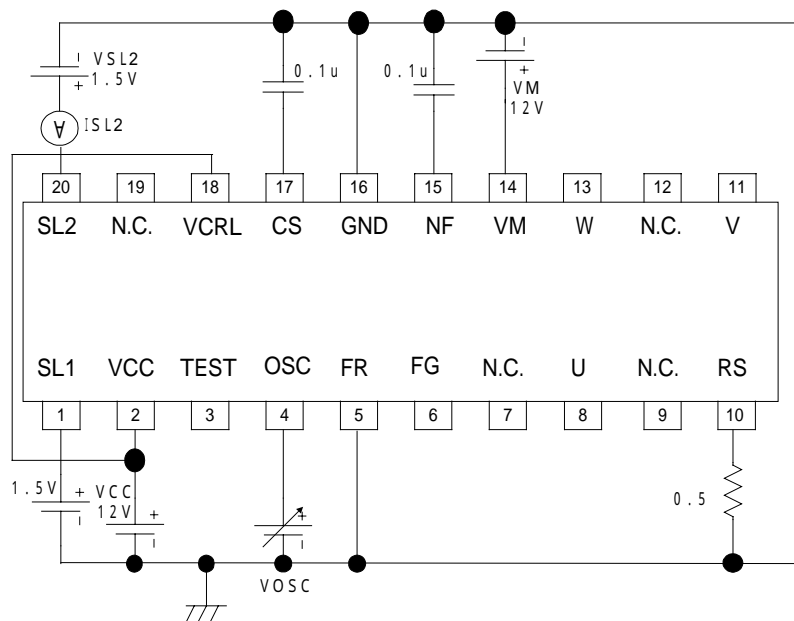 VSL2
1.5V
− +
A
ISL2
0.1u
0.1u
− +
VM
12V
20 19 18 17 16 15 14 13 12 11
SL2 N.C. VCRL CS GND NF VM W N.C. V
SL1 VCC TEST OSC FR FG N.C. U N.C. RS
1 2 3 4 5 6 7 8 9 10
1.5V
+ −
VCC
12V
+ −
+ −
VOSC
0.5